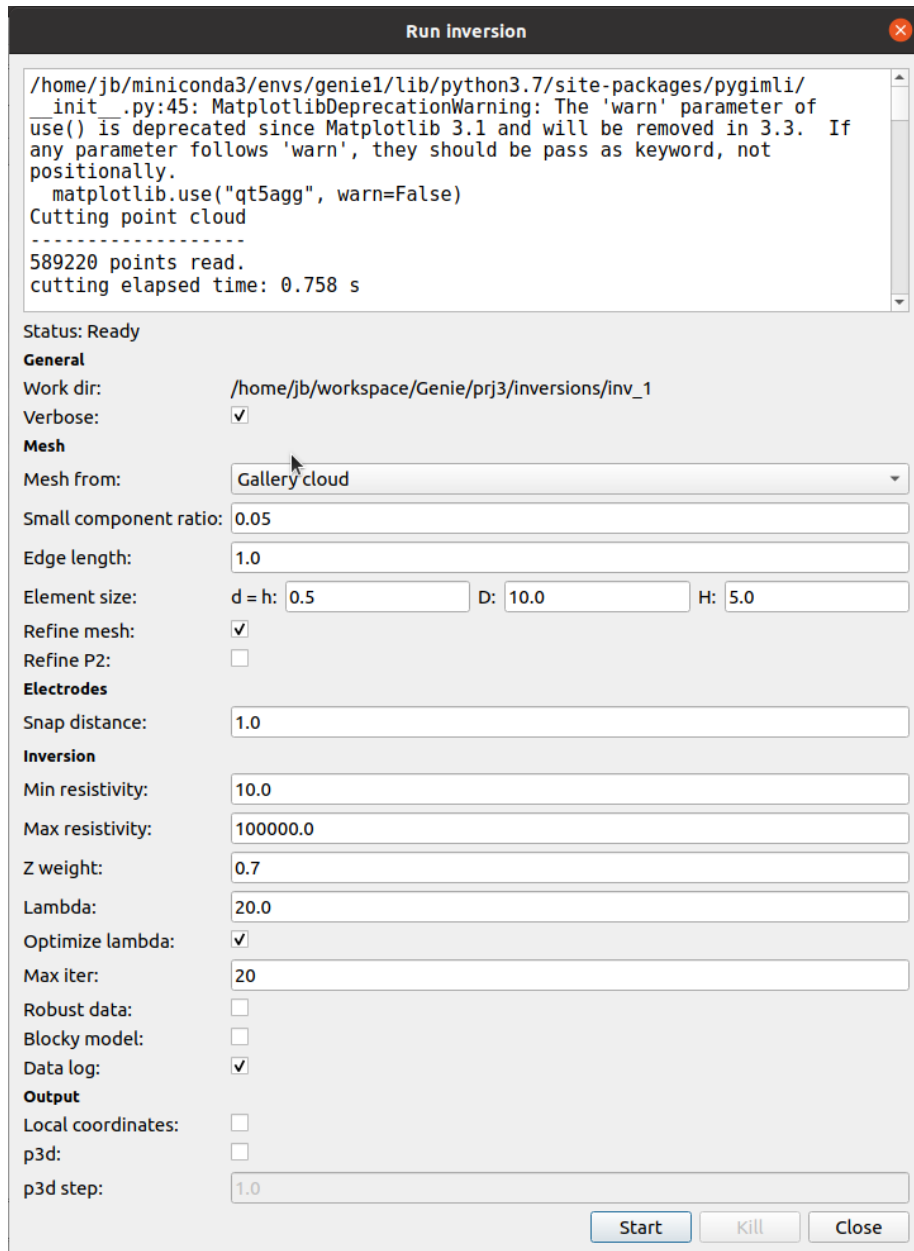 Run inversion
/home/jb/miniconda3/envs/genie1/lib/python3.7/site-packages/pygimli/
__init__.py:45: MatplotlibDeprecationWarning: The 'warn' parameter of
use() is deprecated since Matplotlib 3.1 and will be removed in 3.3.  If
any parameter follows 'warn', they should be pass as keyword, not
positionally.
  matplotlib.use("qt5agg", warn=False)
Cutting point cloud
-------------------
589220 points read.
cutting elapsed time: 0.758 s
Status: Ready
General
Work dir: /home/jb/workspace/Genie/prj3/inversions/inv_1
Verbose:
Mesh
Mesh from: Gallery cloud
Small component ratio: 0.05
Edge length: 1.0
Element size: d = h: 0.5 D: 10.0 H: 5.0
Refine mesh:
Refine P2:
Electrodes
Snap distance: 1.0
Inversion
Min resistivity: 10.0
Max resistivity: 100000.0
Z weight: 0.7
Lambda: 20.0
Optimize lambda:
Max iter: 20
Robust data:
Blocky model:
Data log:
Output
Local coordinates:
p3d:
p3d step: 1.0
Start Kill Close